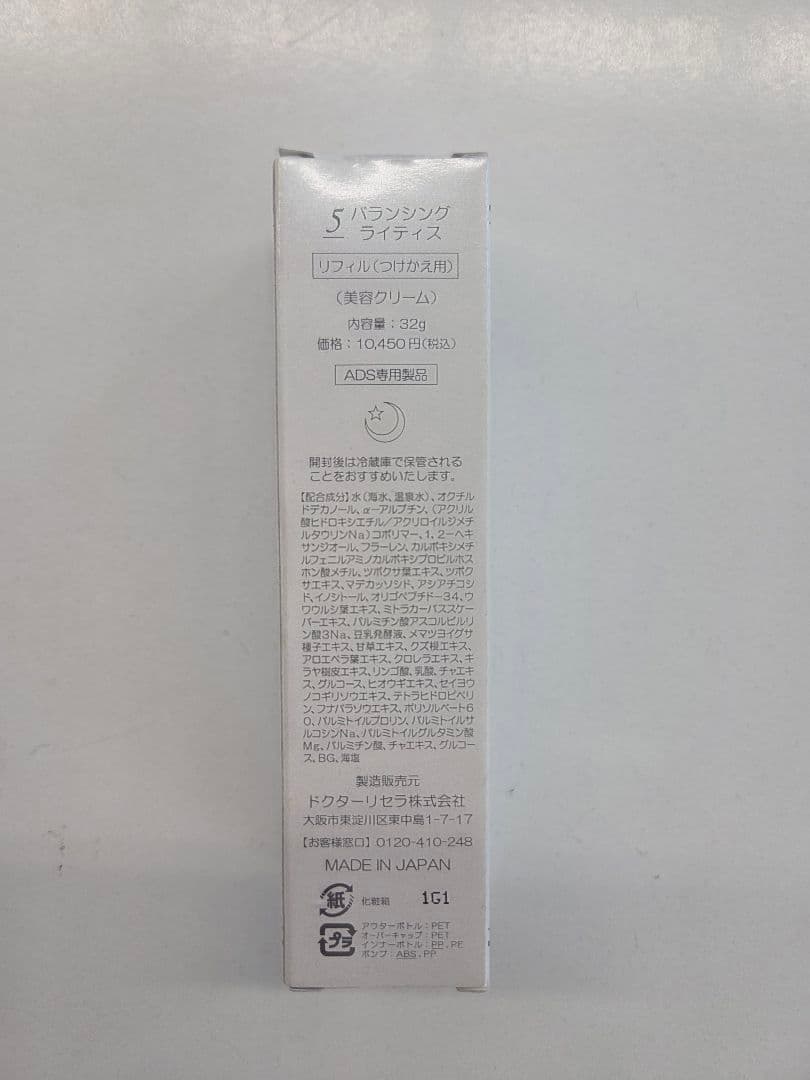 5 バランシング
ライティス
リフィル(つけかえ用)
(美容クリーム)
内容量：32g
価格：10,450円(税込)
ADS専用製品
開封後は冷蔵庫で保管される
ことをおすすめいたします。
【配合成分】水(海水、温泉水)、オクチル
ドデカノール、α-アルブチン、(アクリル
酸ヒドロキシエチル/アクリロイルジメチ
ルタウリンNa)コポリマー、1，2-ヘキ
サンジオール、フラーレン、カルボキシメチ
ルフェニルアミノカルボキシプロピルホス
ホン酸メチル、ツボクサ葉エキス、ツボク
サエキス、マデカッソシド、アシアチコシ
ド、イノシトール、オリゴペプチド-34、ウ
ワウルシ葉エキス、ミトラカーパススケー
バーエキス、パルミチン酸アスコルビルリ
ン酸3Na、豆乳発酵液、メマツヨイグサ
種子エキス、甘草エキス、クズ根エキス、
アロエベラ葉エキス、クロレラエキス、キ
ラヤ樹皮エキス、リンゴ酸、乳酸、チャエキ
ス、グルコース、ヒオウギエキス、セイヨウ
ノコギリソウエキス、テトラヒドロピペリ
ン、フナバラソウエキス、ポリソルベート6
0、パルミトイルプロリン、パルミトイルサ
ルコシンNa、パルミトイルグルタミン酸
Mg、パルミチン酸、チャエキス、グルコー
ス、BG、海塩
製造販売元
ドクターリセラ株式会社
大阪市東淀川区東中島1-7-17
【お客様窓口】0120-410-248
MADE IN JAPAN
紙 化粧箱 1G1
プラ アウターボトル：PET
オーバーキャップ：PET
インナーボトル：PP，PE
ポンプ：ABS，PP